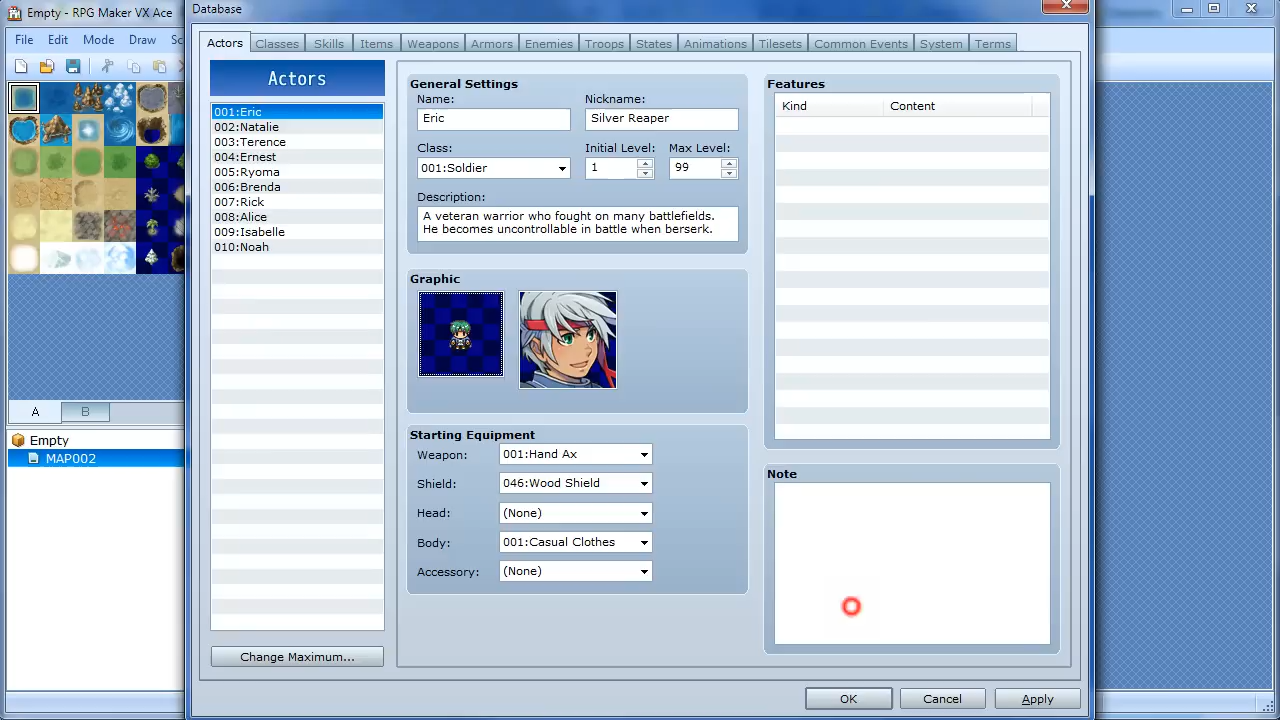 Empty - RPG Maker VX Ace
File Edit Mode Draw Sc
A B
Empty
MAP002
Database
Actors Classes Skills Items Weapons Armors Enemies Troops States Animations Tilesets Common Events System Terms
Actors
001:Eric
002:Natalie
003:Terence
004:Ernest
005:Ryoma
006:Brenda
007:Rick
008:Alice
009:Isabelle
010:Noah
Change Maximum...
General Settings
Name: Nickname:
Eric Silver Reaper
Class: Initial Level: Max Level:
001:Soldier 1 99
Description:
A veteran warrior who fought on many battlefields.
He becomes uncontrollable in battle when berserk.
Graphic
Starting Equipment
Weapon: 001:Hand Ax
Shield: 046:Wood Shield
Head: (None)
Body: 001:Casual Clothes
Accessory: (None)
Features
Kind Content
Note
OK Cancel Apply